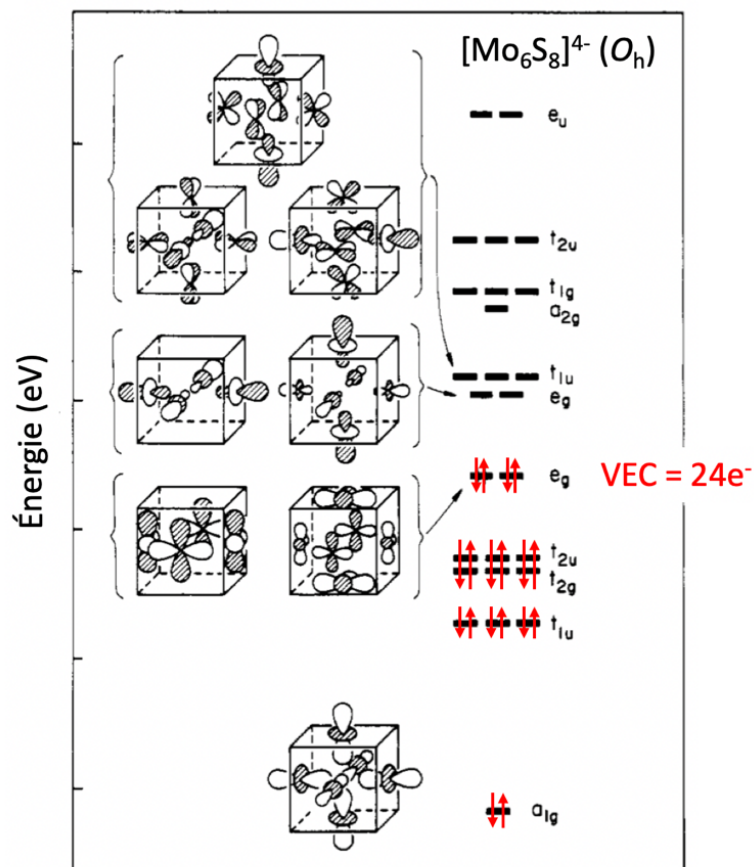 [Mo₆S₈]⁴⁻ (Oₕ)
eᵤ
t₂ᵤ
t₁g
a₂g
t₁ᵤ
eg
eg VEC = 24e⁻
t₂ᵤ
t₂g
t₁ᵤ
a₁g
Énergie (eV)